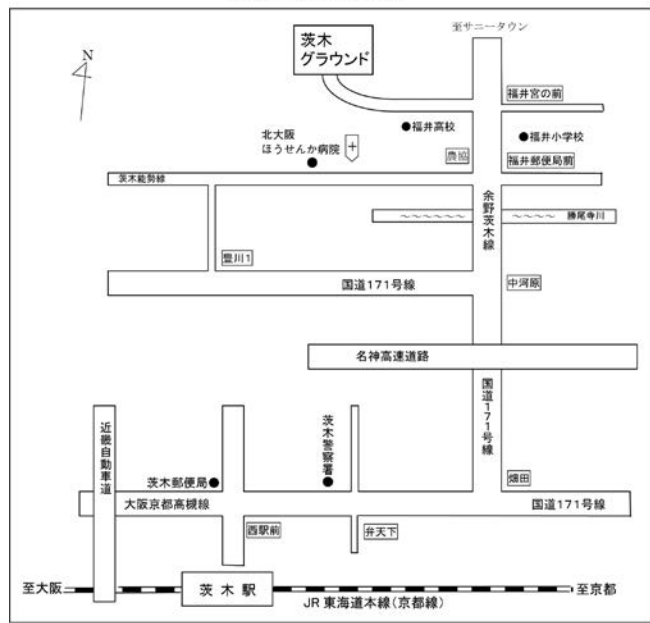 至サニータウン
茨木
グラウンド
N
福井宮の前
福井高校
福井小学校
北大阪
ほうせんか病院
農協
福井郵便局前
茨木能勢線
余野茨木線
勝尾寺川
豊川1
国道171号線
中河原
名神高速道路
国道171号線
近畿自動車道
茨木警察署
茨木郵便局
畑田
大阪京都高槻線
国道171号線
西駅前
弁天下
至大阪
茨木駅
至京都
JR東海道本線(京都線)